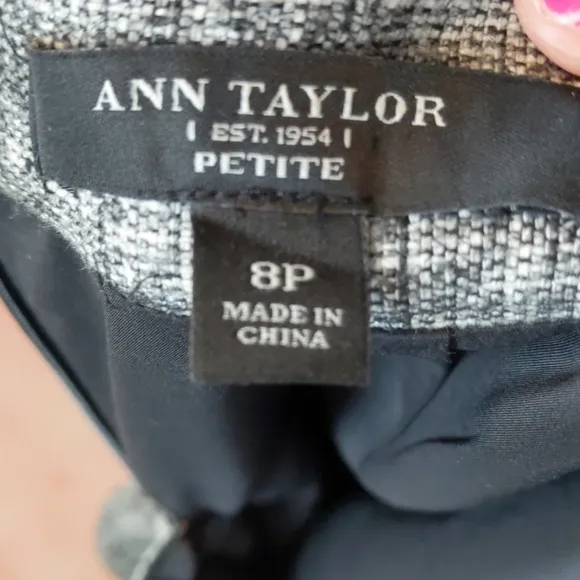 ANN TAYLOR
| EST. 1954 |
PETITE
8P
MADE IN
CHINA